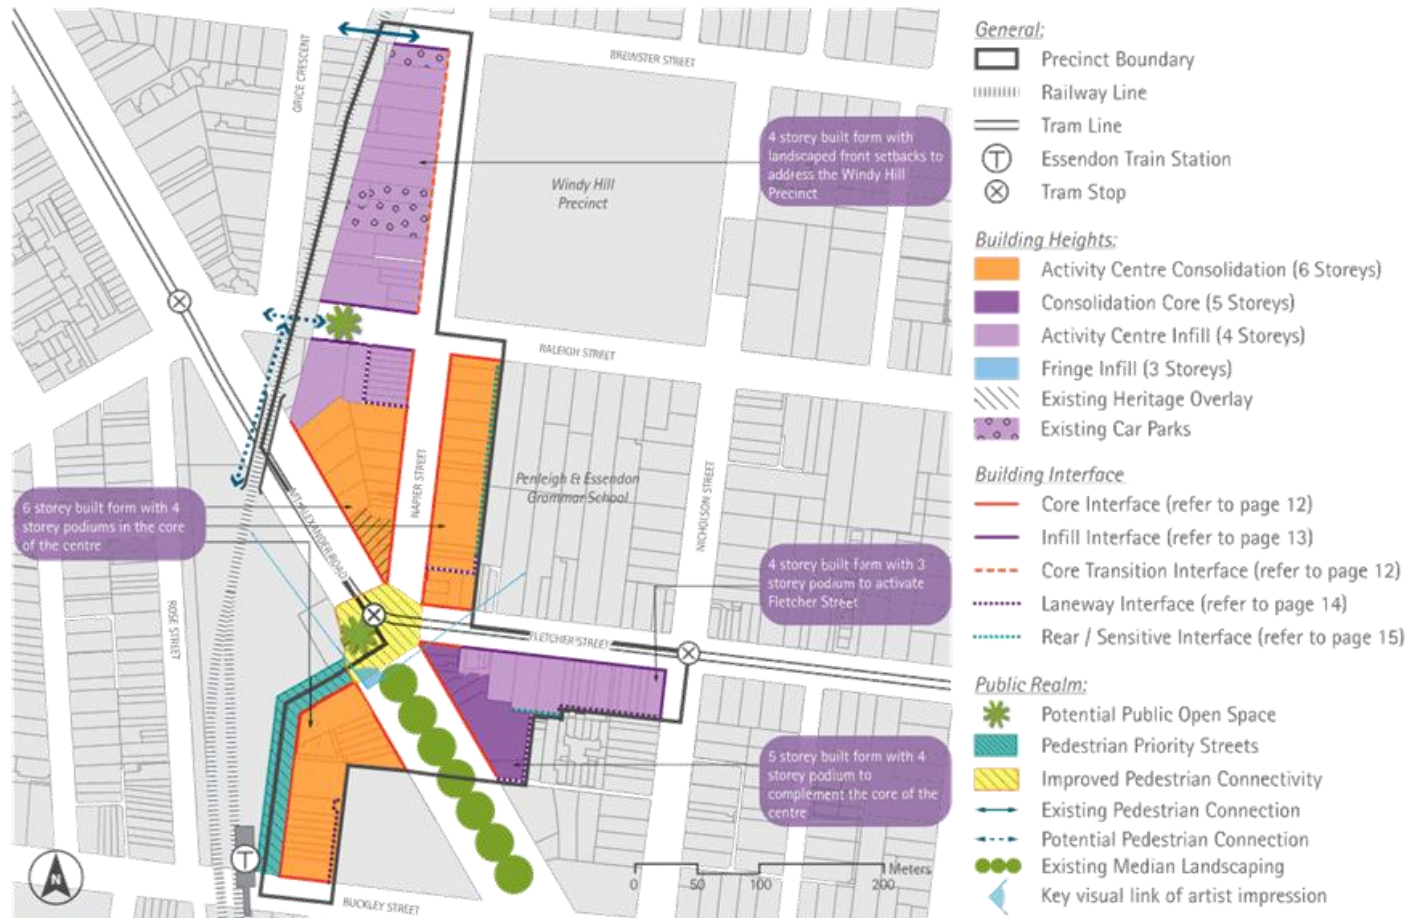 GRICE CRESCENT
BREWSTER STREET
4 storey built form with
landscaped front setbacks to
address the Windy Hill
Precinct
Windy Hill
Precinct
RALEIGH STREET
NAPIER STREET
Penleigh & Essendon
Grammar School
NICHOLSON STREET
6 storey built form with 4
storey podiums in the core
of the centre
MT ALEXANDER ROAD
4 storey built form with 3
storey podium to activate
Fletcher Street
ROSE STREET
FLETCHER STREET
5 storey built form with 4
storey podium to
complement the core of the
centre
T
N
BUCKLEY STREET
Meters
0 50 100 200
General:
Precinct Boundary
Railway Line
Tram Line
T Essendon Train Station
Tram Stop
Building Heights:
Activity Centre Consolidation (6 Storeys)
Consolidation Core (5 Storeys)
Activity Centre Infill (4 Storeys)
Fringe Infill (3 Storeys)
Existing Heritage Overlay
Existing Car Parks
Building Interface
Core Interface (refer to page 12)
Infill Interface (refer to page 13)
Core Transition Interface (refer to page 12)
Laneway Interface (refer to page 14)
Rear / Sensitive Interface (refer to page 15)
Public Realm:
Potential Public Open Space
Pedestrian Priority Streets
Improved Pedestrian Connectivity
Existing Pedestrian Connection
Potential Pedestrian Connection
Existing Median Landscaping
Key visual link of artist impression